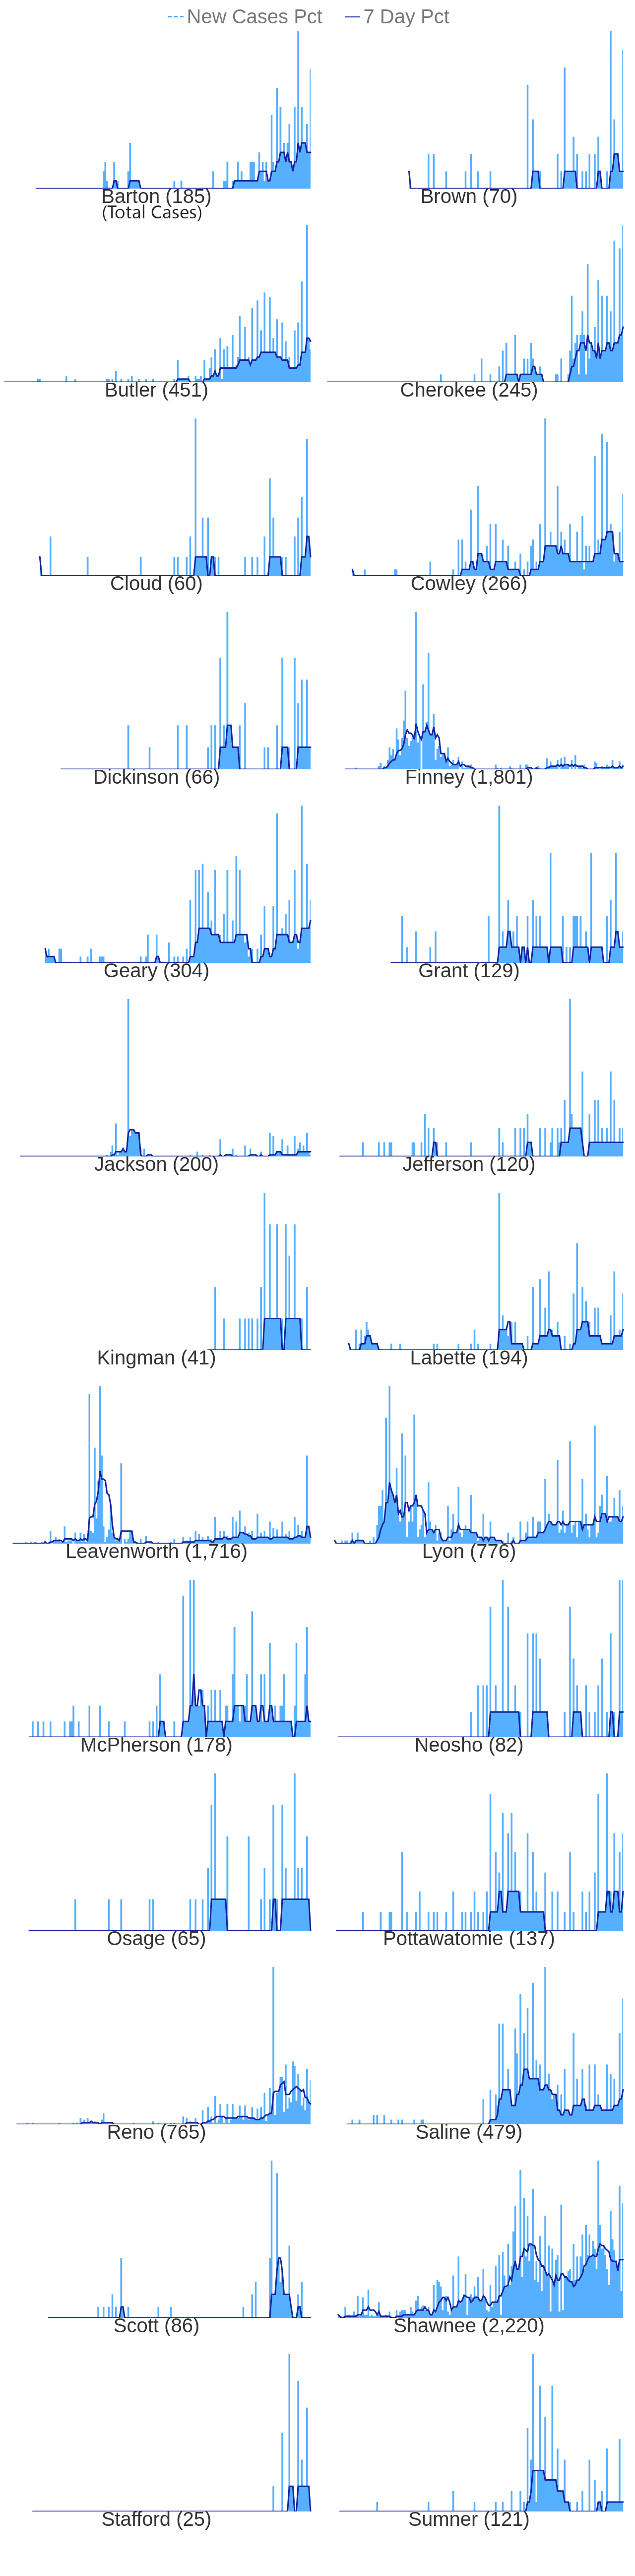 New Cases Pct 7 Day Pct
Barton (185) Brown (70)
(Total Cases)
Butler (451) Cherokee (245)
Cloud (60) Cowley (266)
Dickinson (66) Finney (1,801)
Geary (304) Grant (129)
Jackson (200) Jefferson (120)
Kingman (41) Labette (194)
Leavenworth (1,716) Lyon (776)
McPherson (178) Neosho (82)
Osage (65) Pottawatomie (137)
Reno (765) Saline (479)
Scott (86) Shawnee (2,220)
Stafford (25) Sumner (121)